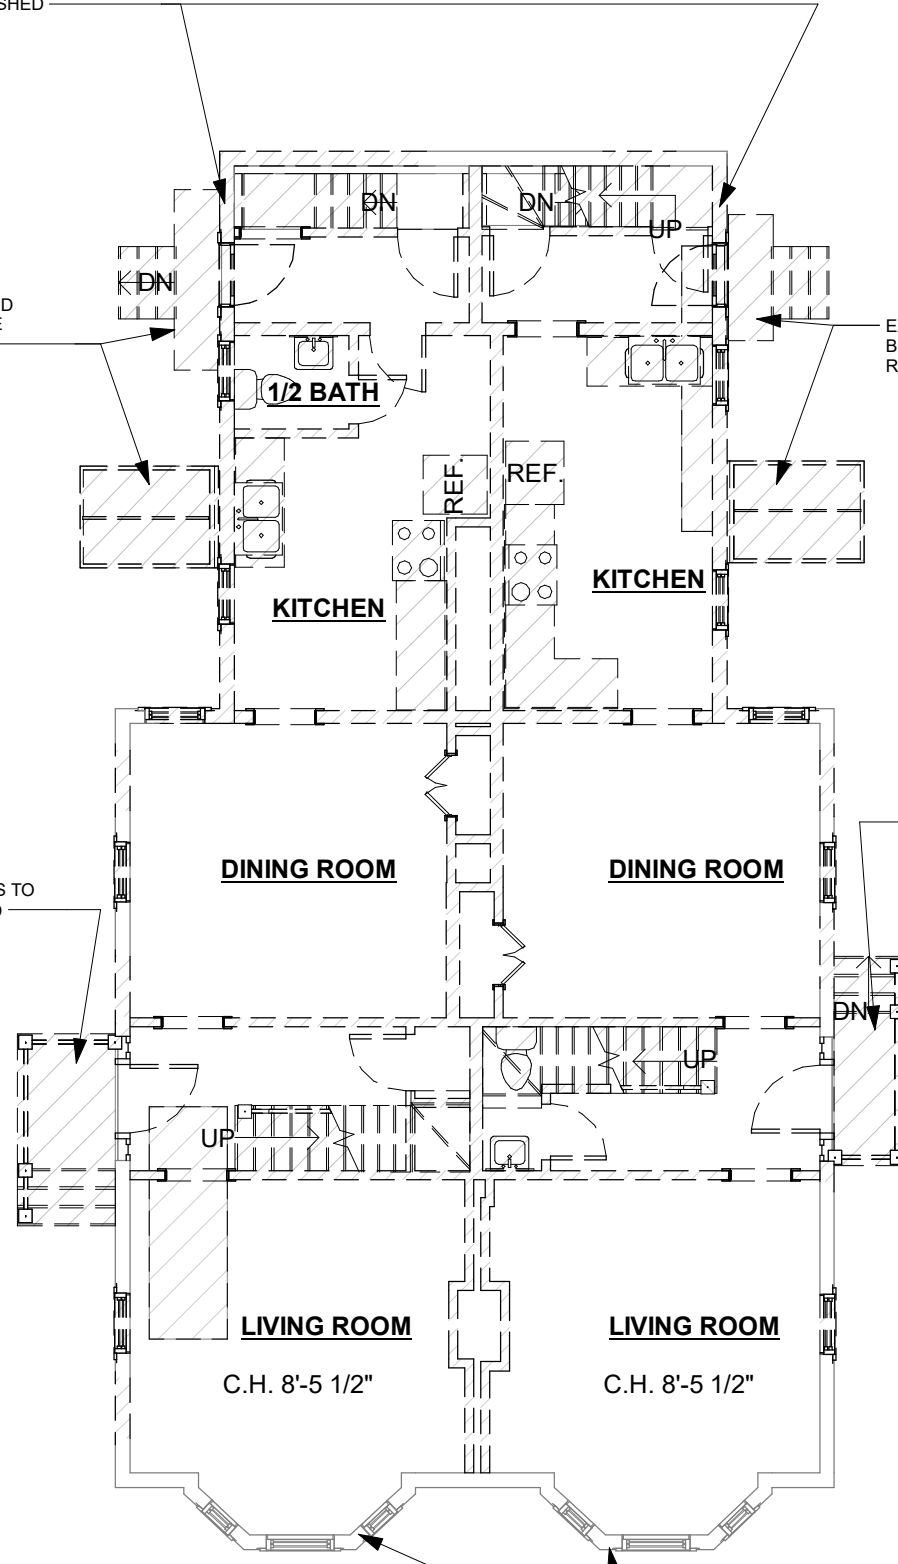 SHED
DN
DN
UP
DN
D
E
E
B
R
1/2 BATH
REF.
REF.
KITCHEN
KITCHEN
DINING ROOM
DINING ROOM
S TO
DN
UP
UP
LIVING ROOM
LIVING ROOM
C.H. 8'-5 1/2"
C.H. 8'-5 1/2"